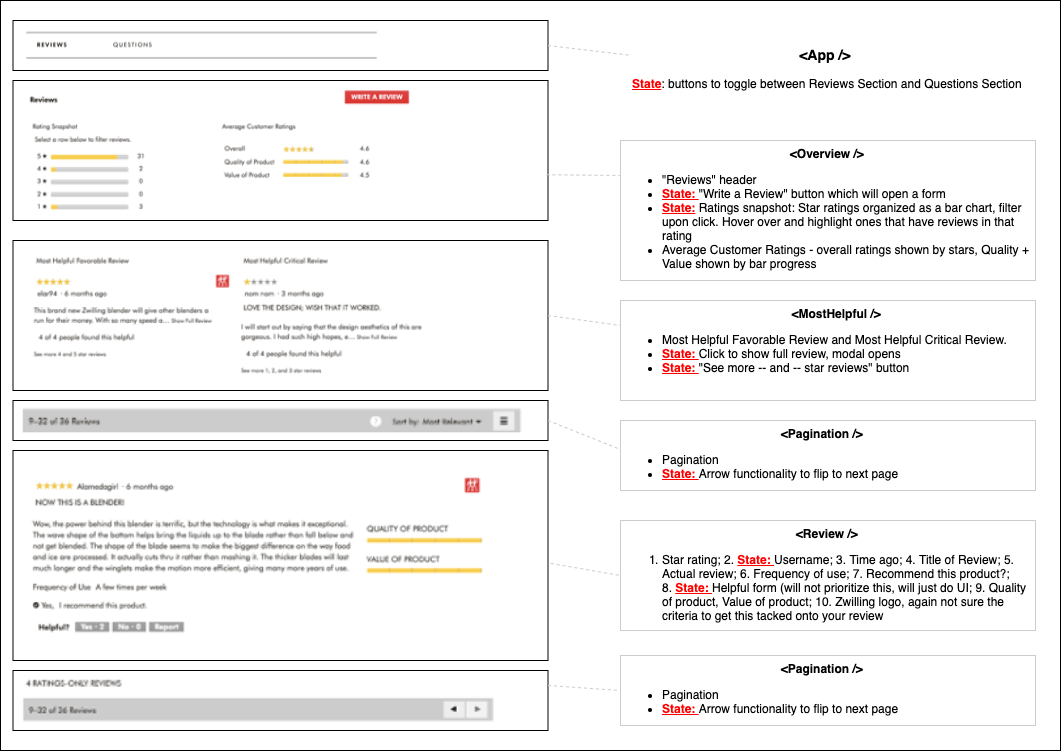 REVIEWS QUESTIONS
Reviews
WRITE A REVIEW
Rating Snapshot
Select a row below to filter reviews.
5 ★ 31
4 ★ 2
3 ★ 0
2 ★ 0
1 ★ 3
Average Customer Ratings
Overall ★★★★★ 4.6
Quality of Product 4.6
Value of Product 4.5
Most Helpful Favorable Review
★★★★★
elar94 · 6 months ago
This brand new Zwilling blender will give other blenders a
run for their money. With so many speed a... Show Full Review
4 of 4 people found this helpful
See more 4 and 5 star reviews
Most Helpful Critical Review
★★★★★
nom nom · 3 months ago
LOVE THE DESIGN; WISH THAT IT WORKED.
I will start out by saying that the design aesthetics of this are
gorgeous. I had such high hopes, e... Show Full Review
4 of 4 people found this helpful
See more 1, 2, and 3 star reviews
9–32 of 36 Reviews
Sort by: Most Relevant ▼ ☰
★★★★★ Alamedagirl · 6 months ago
NOW THIS IS A BLENDER!
Wow, the power behind this blender is terrific, but the technology is what makes it exceptional.
The wave shape of the bottom helps bring the liquids up to the blade rather than fall below and
not get blended. The shape of the blade seems to make the biggest difference on the way food
and ice are processed. It actually cuts thru it rather than mashing it. The thicker blades will last
much longer and the winglets make the motion more efficient, giving many more years of use.
Frequency of Use A few times per week
Yes, I recommend this product.
Helpful? Yes · 2 No · 0 Report
QUALITY OF PRODUCT
VALUE OF PRODUCT
4 RATINGS-ONLY REVIEWS
9–32 of 36 Reviews ◄ ►
<App />
State: buttons to toggle between Reviews Section and Questions Section
<Overview />
• "Reviews" header
• State: "Write a Review" button which will open a form
• State: Ratings snapshot: Star ratings organized as a bar chart, filter
upon click. Hover over and highlight ones that have reviews in that
rating
• Average Customer Ratings - overall ratings shown by stars, Quality +
Value shown by bar progress
<MostHelpful />
• Most Helpful Favorable Review and Most Helpful Critical Review.
• State: Click to show full review, modal opens
• State: "See more -- and -- star reviews" button
<Pagination />
• Pagination
• State: Arrow functionality to flip to next page
<Review />
1. Star rating; 2. State: Username; 3. Time ago; 4. Title of Review; 5.
Actual review; 6. Frequency of use; 7. Recommend this product?;
8. State: Helpful form (will not prioritize this, will just do UI; 9. Quality
of product, Value of product; 10. Zwilling logo, again not sure the
criteria to get this tacked onto your review
<Pagination />
• Pagination
• State: Arrow functionality to flip to next page